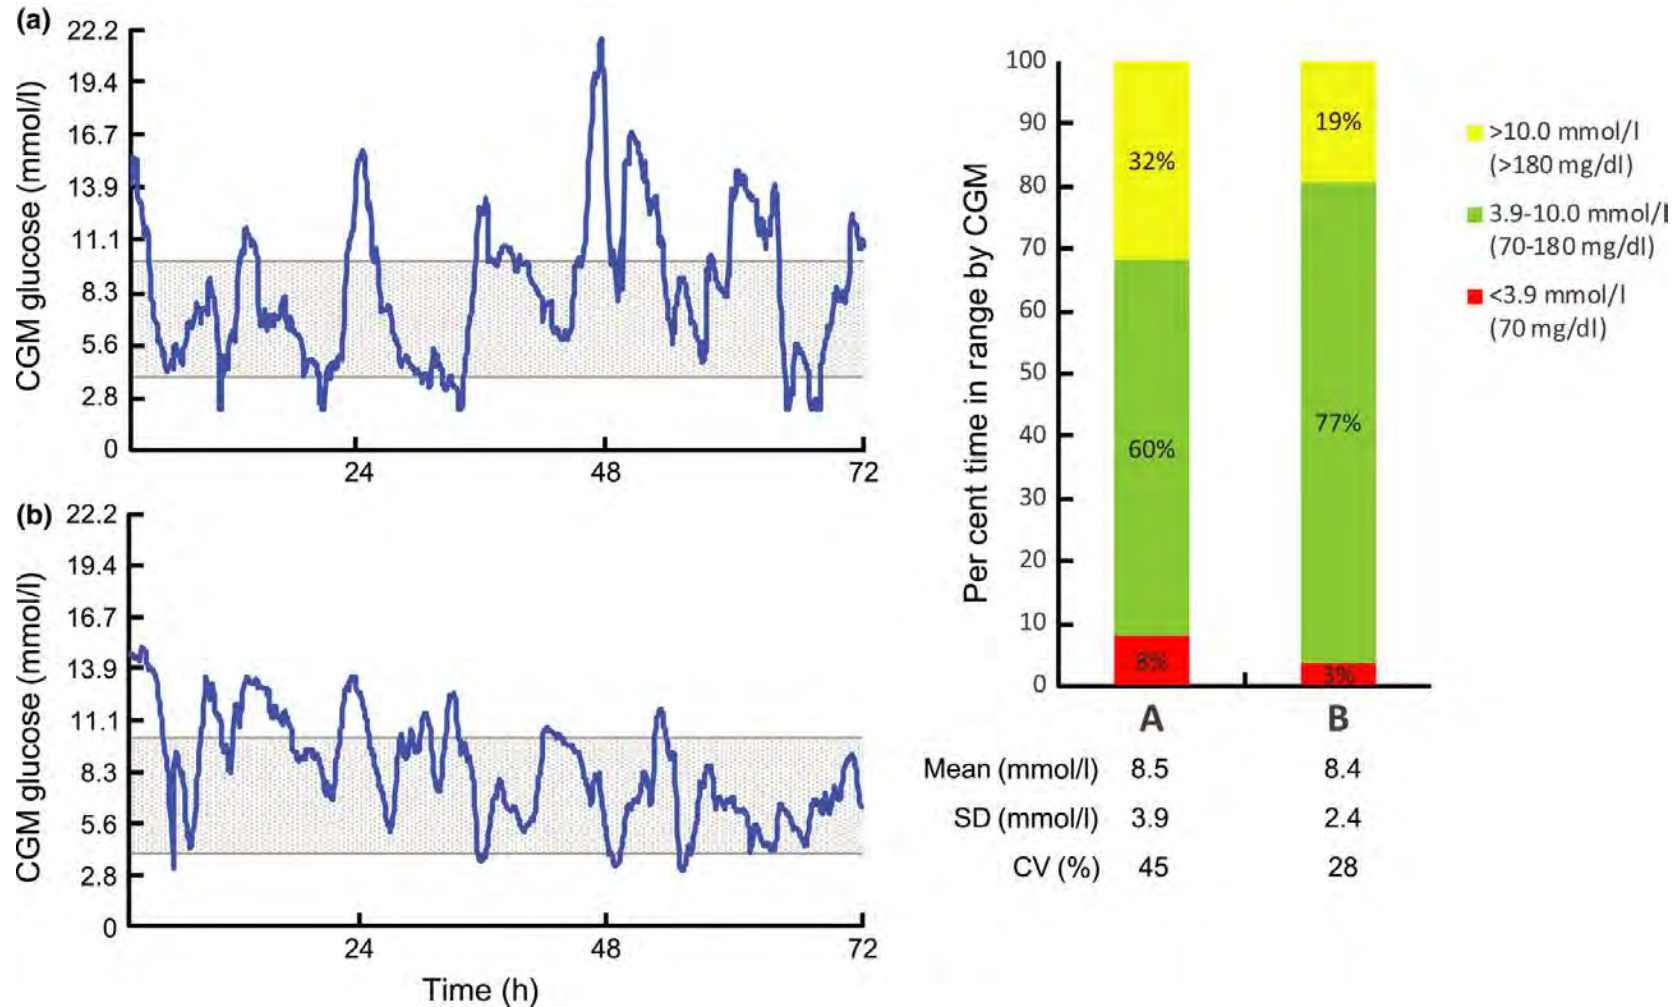 (a)
CGM glucose (mmol/l)
22.2
19.4
16.7
13.9
11.1
8.3
5.6
2.8
0
24 48 72
(b)
CGM glucose (mmol/l)
22.2
19.4
16.7
13.9
11.1
8.3
5.6
2.8
0
24 48 72
Time (h)
Per cent time in range by CGM
100
90
80
70
60
50
40
30
20
10
0
32%
60%
8%
19%
77%
3%
A B
>10.0 mmol/l
(>180 mg/dl)
3.9-10.0 mmol/l
(70-180 mg/dl)
<3.9 mmol/l
(70 mg/dl)
Mean (mmol/l) 8.5 8.4
SD (mmol/l) 3.9 2.4
CV (%) 45 28